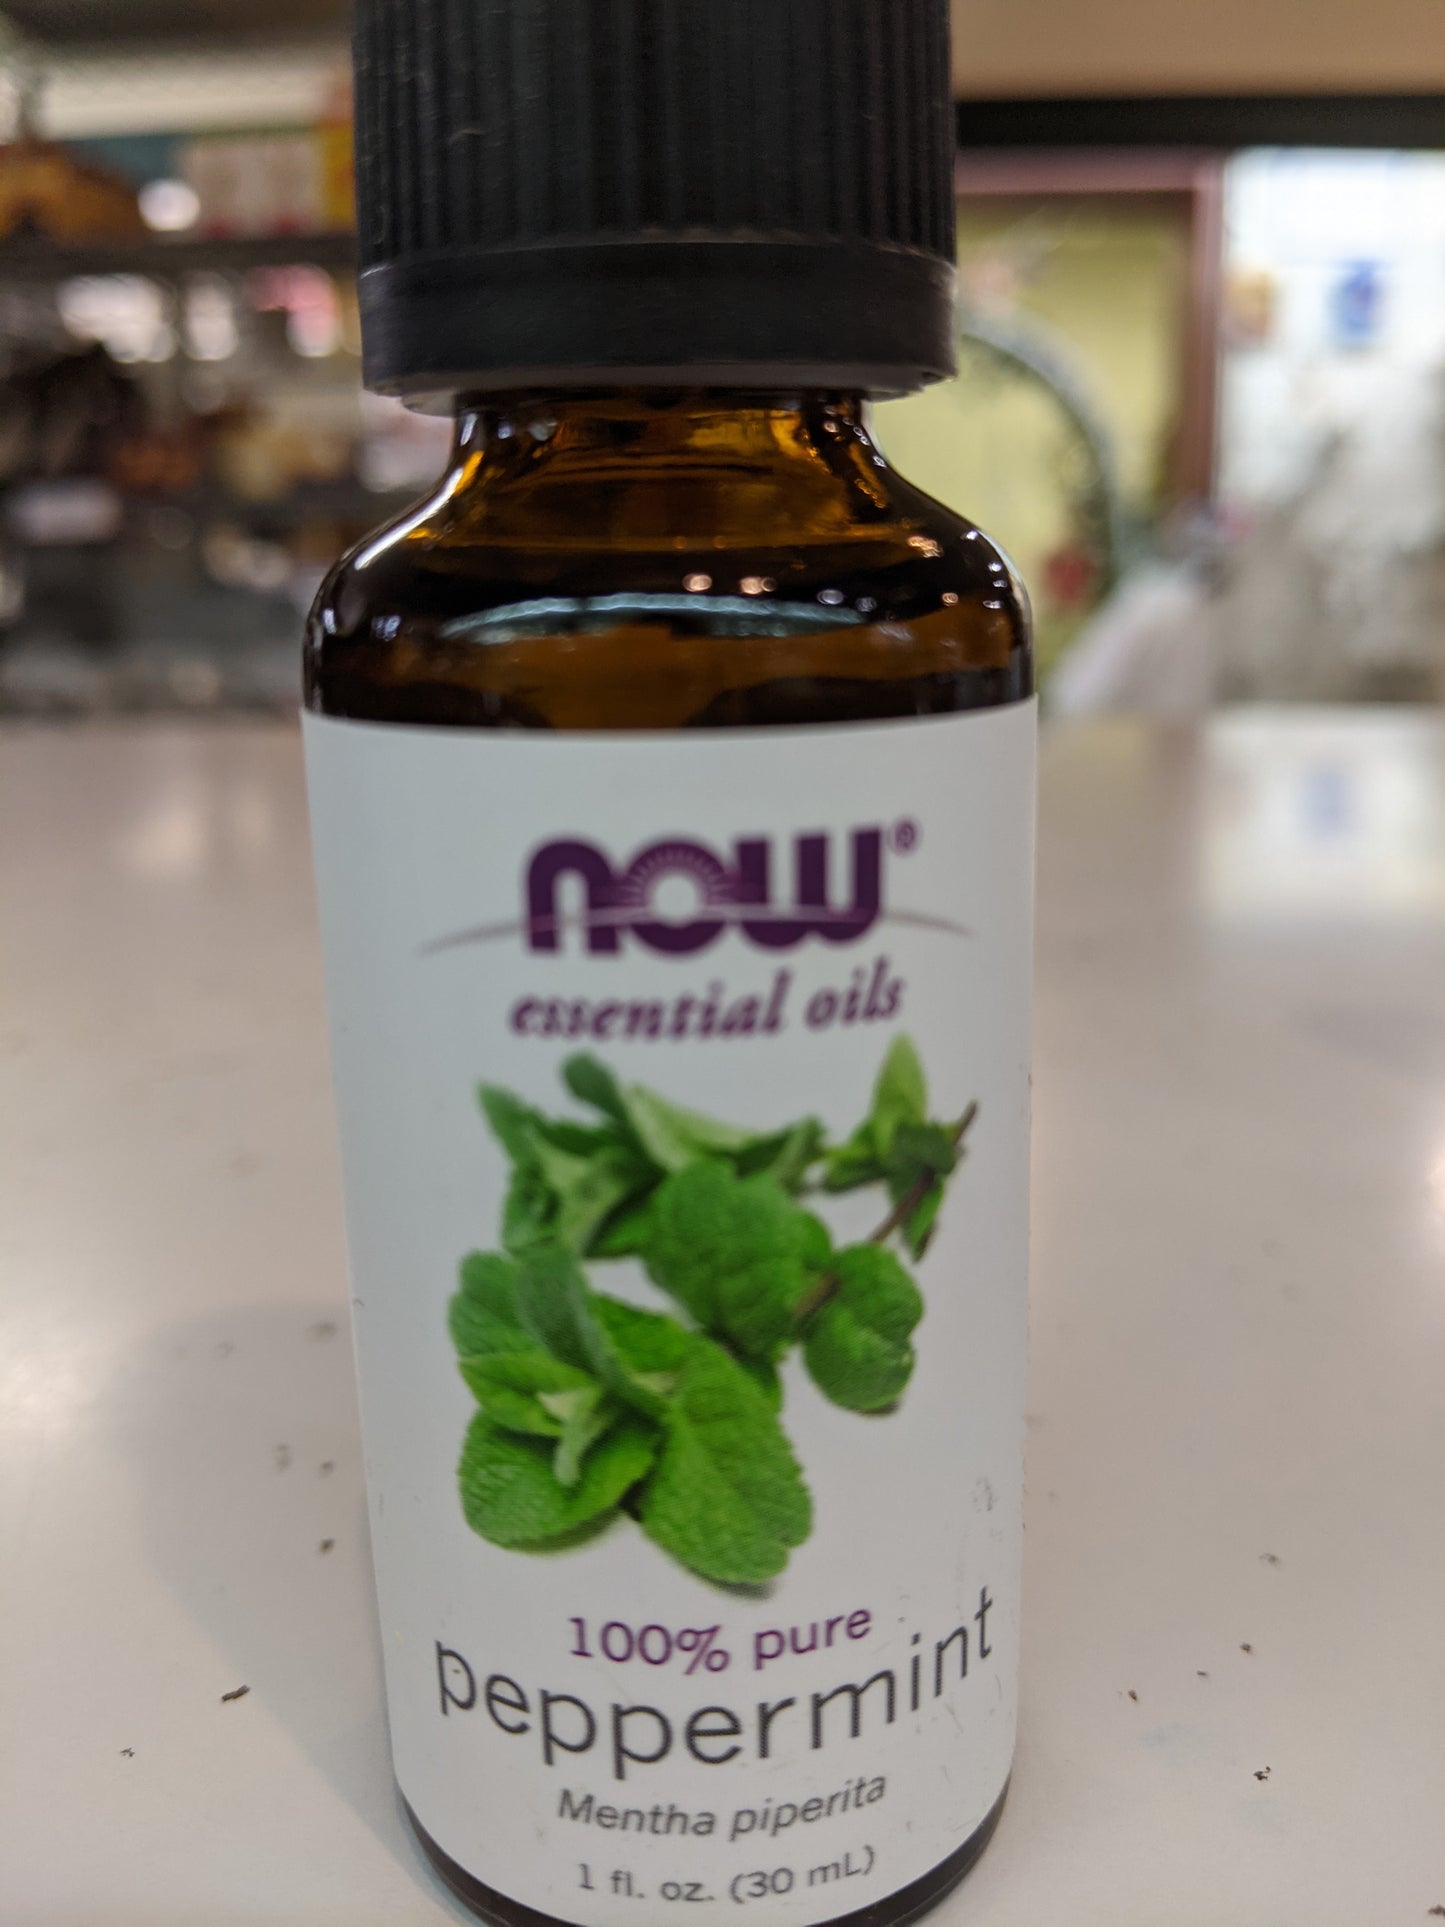 now®
essential oils
100% pure
peppermint
Mentha piperita
1 fl. oz. (30 mL)